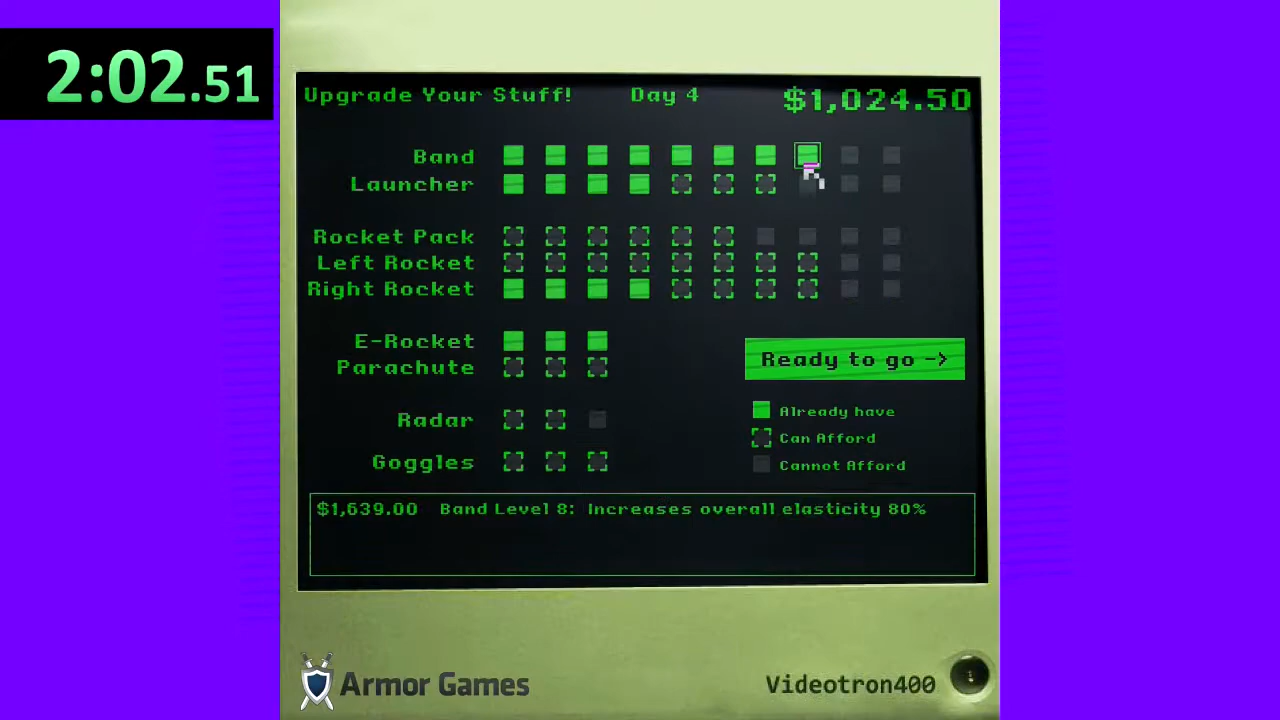 2:02.51
Upgrade Your Stuff! Day 4 $1,024.50
Band
Launcher
Rocket Pack
Left Rocket
Right Rocket
E-Rocket
Parachute
Ready to go ->
Already have
Radar
Can Afford
Goggles
Cannot Afford
$1,639.00 Band Level 8: Increases overall elasticity 80%
Armor Games
Videotron400